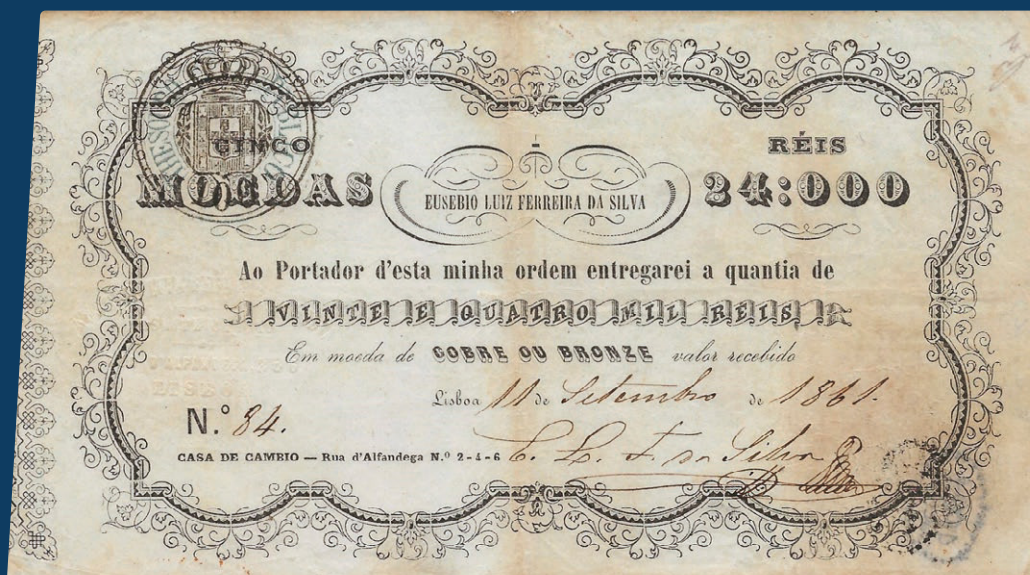 CINCO
MOEDAS
EUSEBIO LUIZ FERREIRA DA SILVA
RÉIS
24:000
Ao Portador d'esta minha ordem entregarei a quantia de
VINTE E QUATRO MIL REIS
Em moeda de COBRE OU BRONZE valor recebido
Lisboa 11 de Setembro de 1861.
N.º 84.
CASA DE CAMBIO — Rua d'Alfandega N.º 2-4-6
E. L. F. da Silva